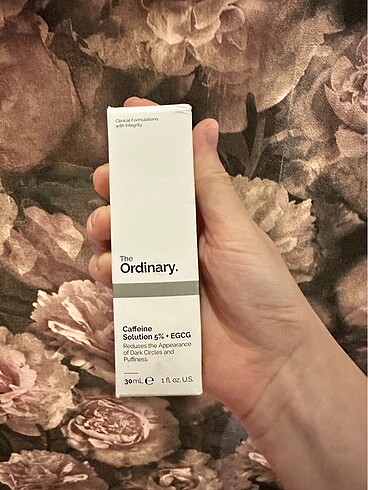 Clinical Formulations
with Integrity
The
Ordinary.
Caffeine
Solution 5% + EGCG
Reduces the Appearance
of Dark Circles and
Puffiness
30 mL ℮ 1 fl. oz. U.S.